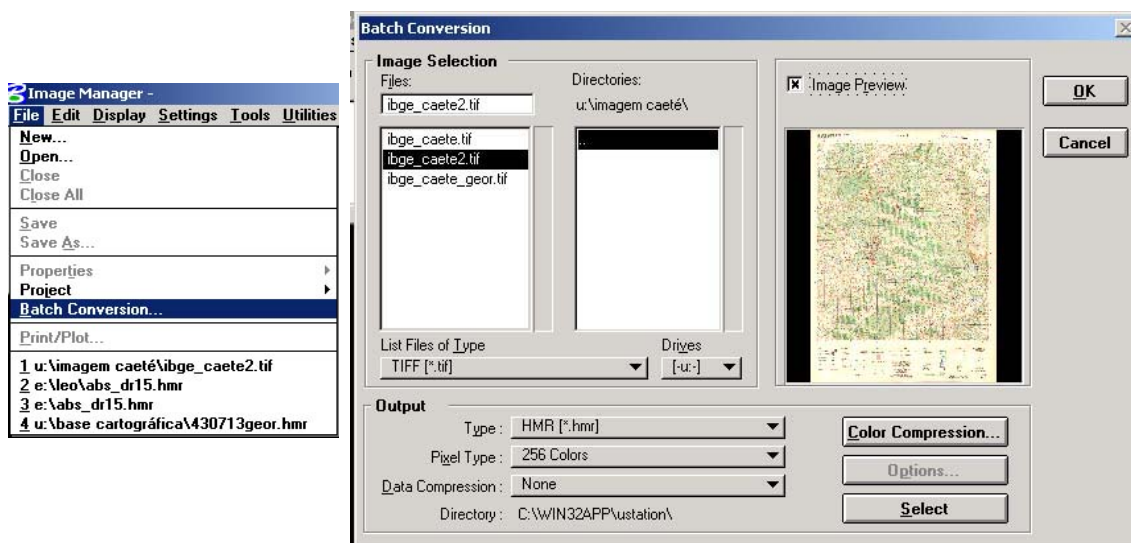 Image Manager -
File Edit Display Settings Tools Utilities
New...
Open...
Close
Close All
Save
Save As...
Properties
Project
Batch Conversion...
Print/Plot...
1 u:\imagem caeté\ibge_caete2.tif
2 e:\leo\abs_dr15.hmr
3 e:\abs_dr15.hmr
4 u:\base cartográfica\430713geor.hmr
Batch Conversion
Image Selection
Files:
ibge_caete2.tif
ibge_caete.tif
ibge_caete2.tif
ibge_caete_geor.tif
List Files of Type
TIFF [*.tif]
Directories:
u:\imagem caeté\
..
Drives
[-u:-]
Image Preview
OK
Cancel
Output
Type : HMR [*.hmr]
Pixel Type : 256 Colors
Data Compression : None
Directory : C:\WIN32APP\ustation\
Color Compression...
Options...
Select